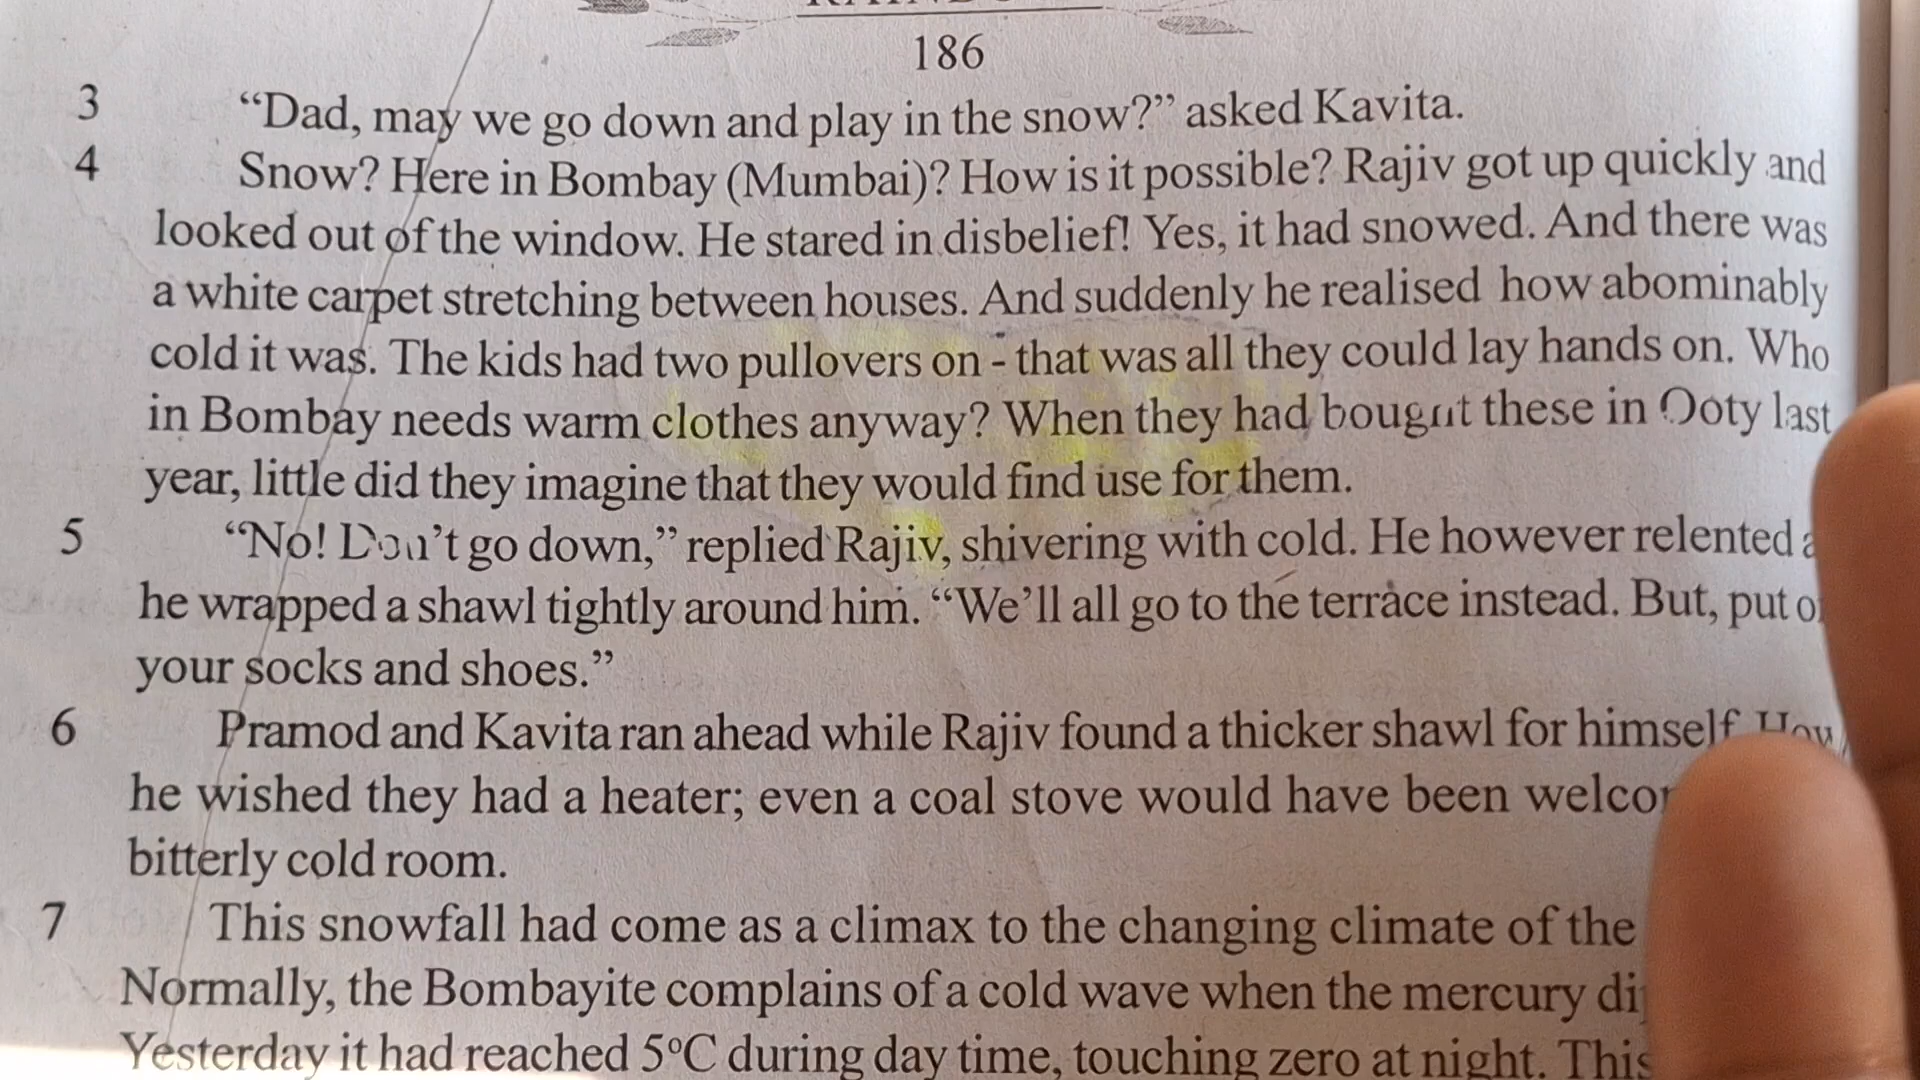 186
3 “Dad, may we go down and play in the snow?” asked Kavita.
4 Snow? Here in Bombay (Mumbai)? How is it possible? Rajiv got up quickly and
looked out of the window. He stared in disbelief! Yes, it had snowed. And there was
a white carpet stretching between houses. And suddenly he realised how abominably
cold it was. The kids had two pullovers on - that was all they could lay hands on. Who
in Bombay needs warm clothes anyway? When they had bought these in Ooty last
year, little did they imagine that they would find use for them.
5 “No! Don’t go down,” replied Rajiv, shivering with cold. He however relented
he wrapped a shawl tightly around him. “We’ll all go to the terrace instead. But, put
your socks and shoes.”
6 Pramod and Kavita ran ahead while Rajiv found a thicker shawl for himself. How
he wished they had a heater; even a coal stove would have been
bitterly cold room.
7 This snowfall had come as a climax to the changing climate of the
Normally, the Bombayite complains of a cold wave when the mercury
Yesterday it had reached 5°C during day time, touching zero at night. This